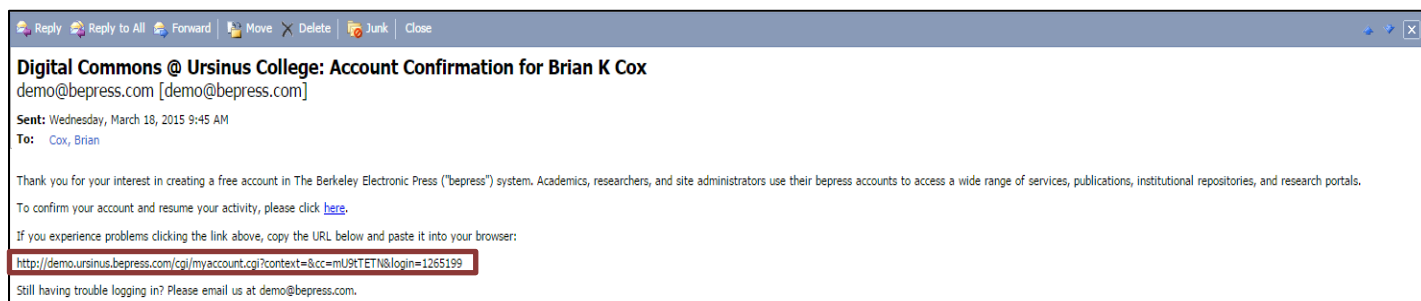 Reply Reply to All Forward Move Delete Junk Close
Digital Commons @ Ursinus College: Account Confirmation for Brian K Cox
demo@bepress.com [demo@bepress.com]
Sent: Wednesday, March 18, 2015 9:45 AM
To: Cox, Brian
Thank you for your interest in creating a free account in The Berkeley Electronic Press ("bepress") system. Academics, researchers, and site administrators use their bepress accounts to access a wide range of services, publications, institutional repositories, and research portals.
To confirm your account and resume your activity, please click here.
If you experience problems clicking the link above, copy the URL below and paste it into your browser:
http://demo.ursinus.bepress.com/cgi/myaccount.cgi?context=&cc=mU9tTETN&login=1265199
Still having trouble logging in? Please email us at demo@bepress.com.